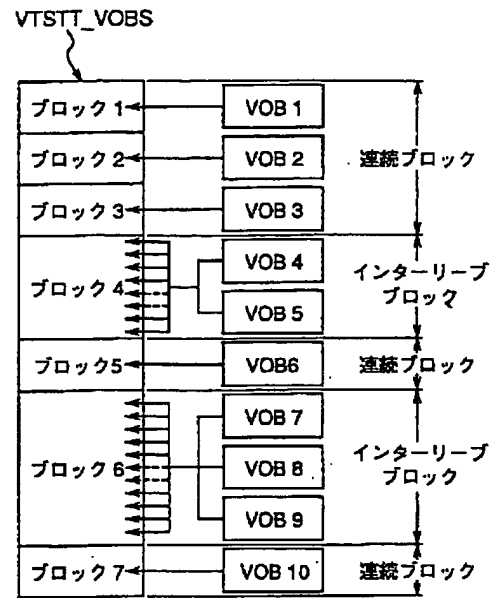 VTSTT_VOBS
ブロック 1
VOB 1
ブロック 2
VOB 2
連続ブロック
ブロック 3
VOB 3
ブロック 4
VOB 4
VOB 5
インターリーブ
ブロック
ブロック5
VOB6
連続ブロック
ブロック 6
VOB 7
VOB 8
VOB 9
インターリーブ
ブロック
ブロック 7
VOB 10
連続ブロック